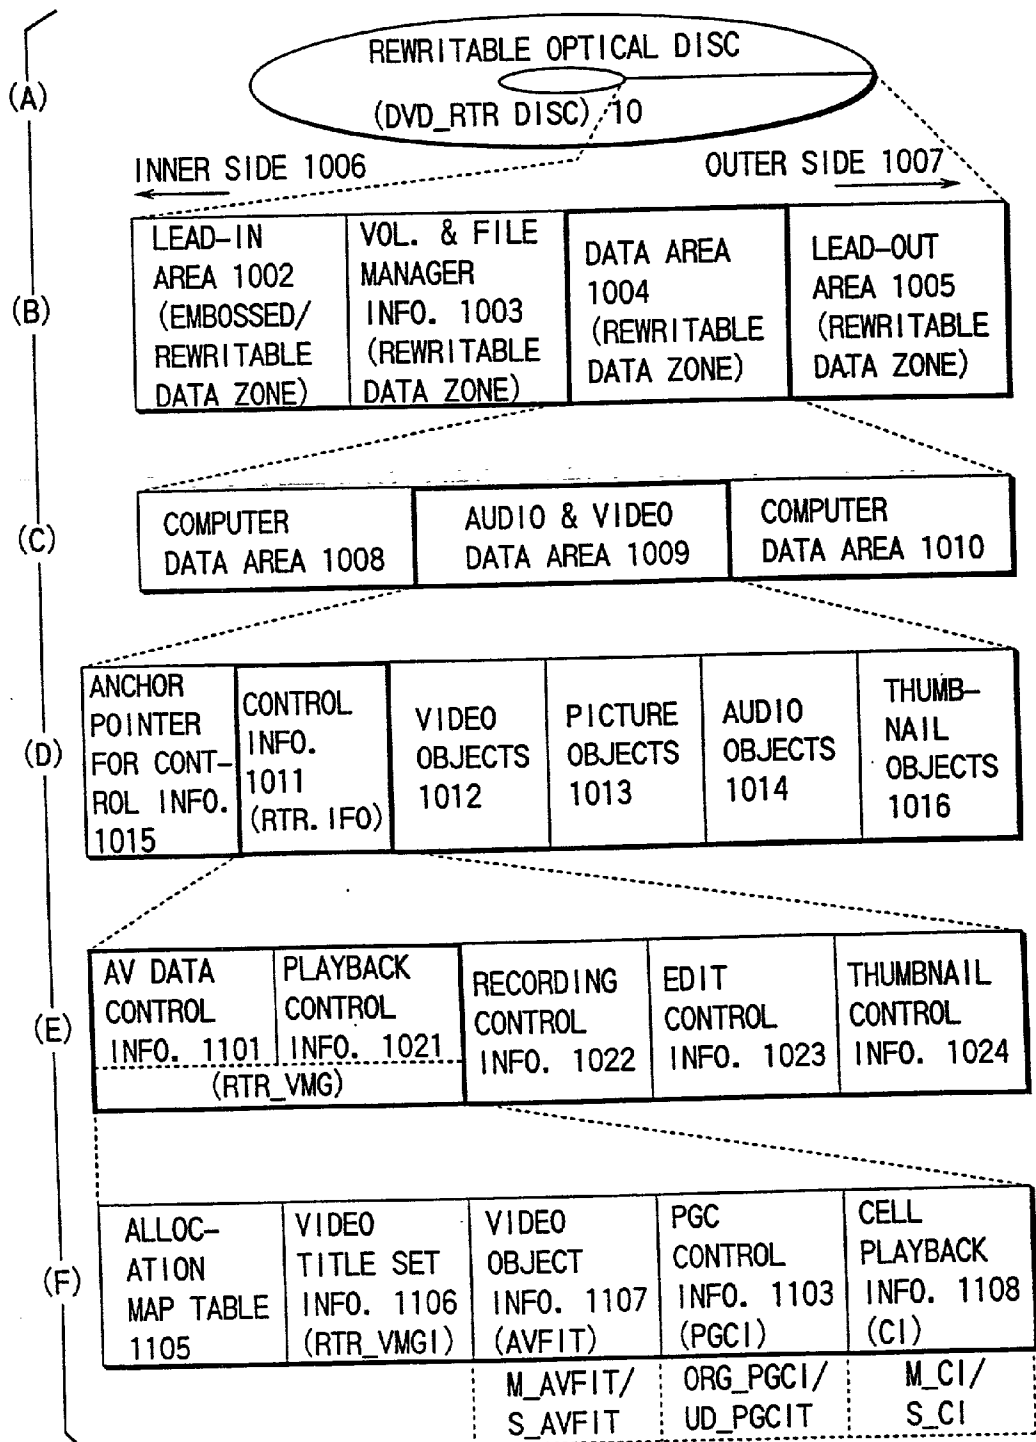 (A)
REWRITABLE OPTICAL DISC
(DVD_RTR DISC) 10
INNER SIDE 1006
OUTER SIDE 1007
(B)
LEAD-IN
AREA 1002
(EMBOSSED/
REWRITABLE
DATA ZONE)
VOL. & FILE
MANAGER
INFO. 1003
(REWRITABLE
DATA ZONE)
DATA AREA
1004
(REWRITABLE
DATA ZONE)
LEAD-OUT
AREA 1005
(REWRITABLE
DATA ZONE)
(C)
COMPUTER
DATA AREA 1008
AUDIO & VIDEO
DATA AREA 1009
COMPUTER
DATA AREA 1010
(D)
ANCHOR
POINTER
FOR CONT-
ROL INFO.
1015
CONTROL
INFO.
1011
(RTR.IFO)
VIDEO
OBJECTS
1012
PICTURE
OBJECTS
1013
AUDIO
OBJECTS
1014
THUMB-
NAIL
OBJECTS
1016
(E)
AV DATA
CONTROL
INFO. 1101
PLAYBACK
CONTROL
INFO. 1021
(RTR_VMG)
RECORDING
CONTROL
INFO. 1022
EDIT
CONTROL
INFO. 1023
THUMBNAIL
CONTROL
INFO. 1024
(F)
ALLOC-
ATION
MAP TABLE
1105
VIDEO
TITLE SET
INFO. 1106
(RTR_VMGI)
VIDEO
OBJECT
INFO. 1107
(AVFIT)
PGC
CONTROL
INFO. 1103
(PGCI)
CELL
PLAYBACK
INFO. 1108
(CI)
M_AVFIT/
S_AVFIT
ORG_PGCI/
UD_PGCIT
M_CI/
S_CI